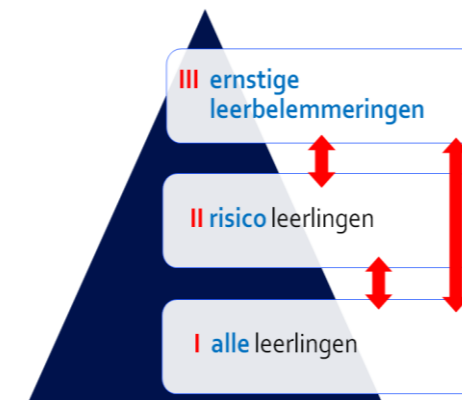 III ernstige
leerbelemmeringen
II risico leerlingen
I alle leerlingen